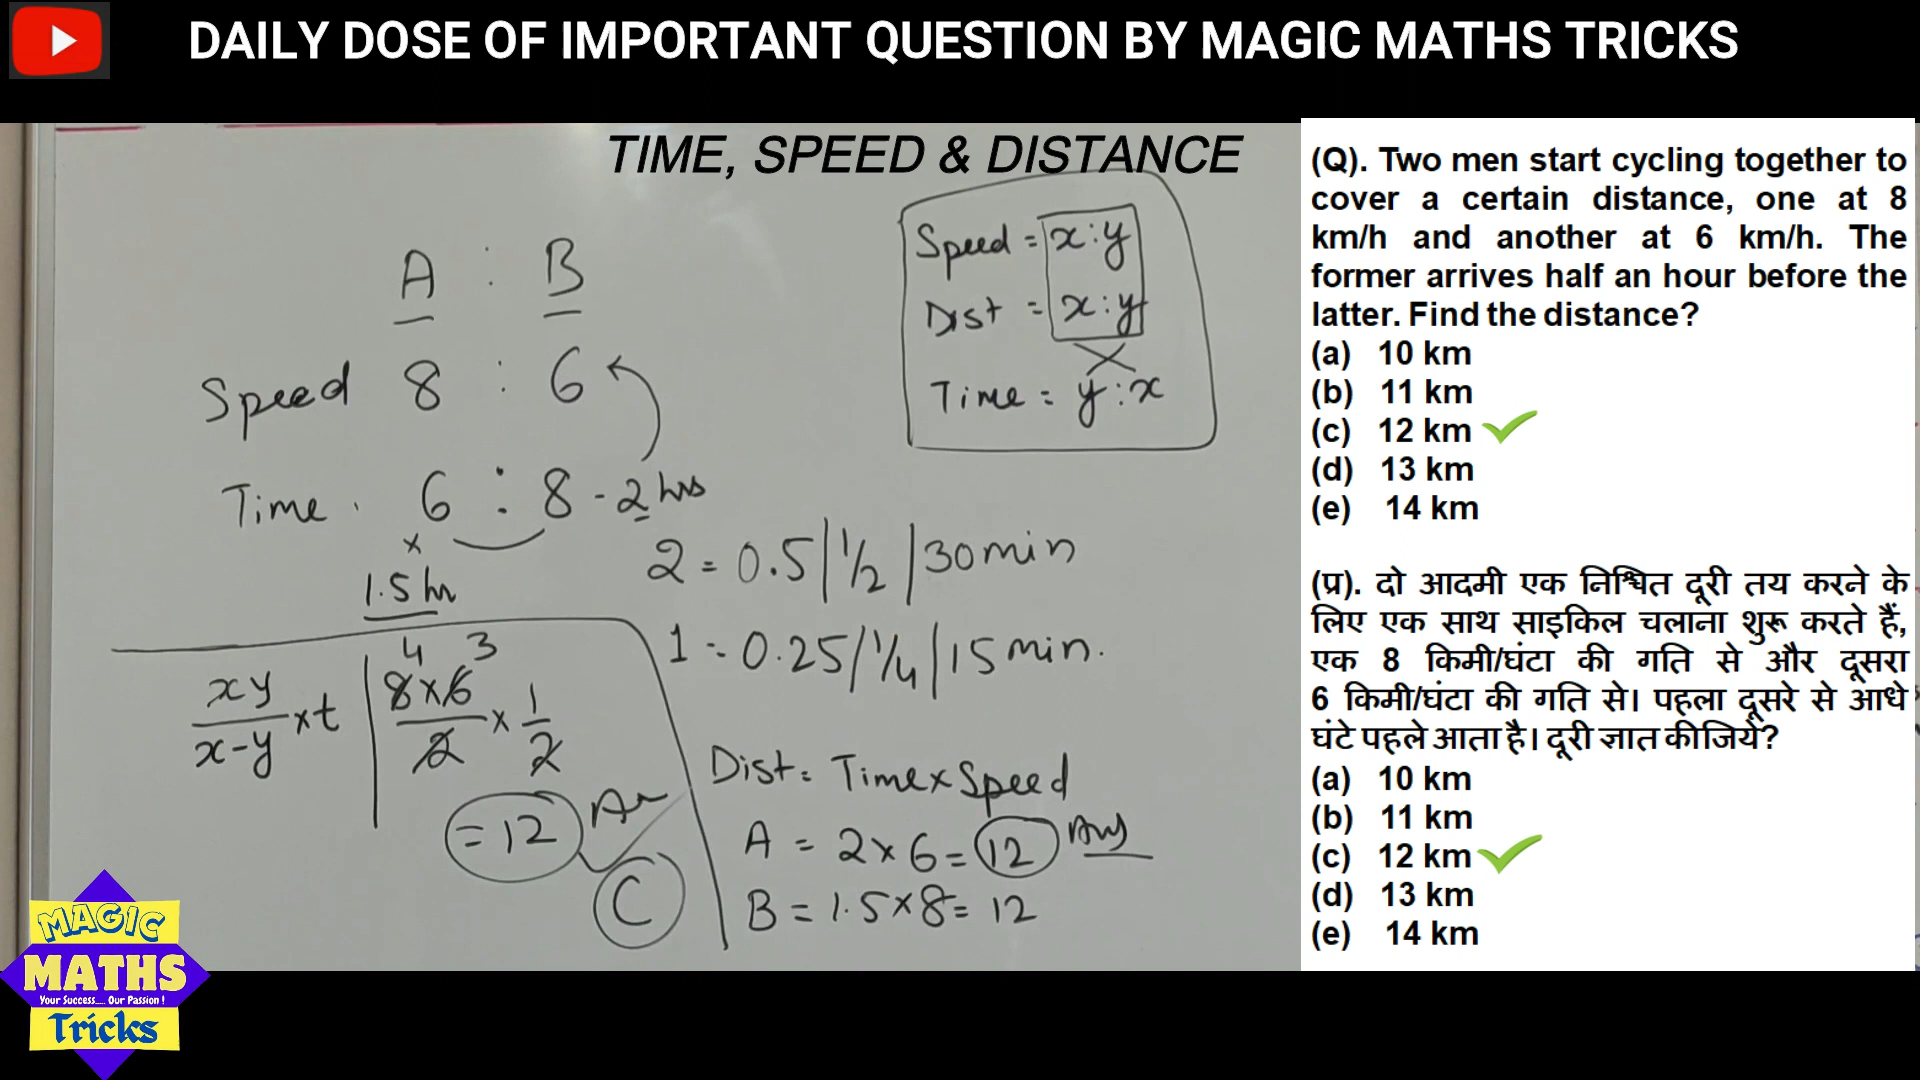 DAILY DOSE OF IMPORTANT QUESTION BY MAGIC MATHS TRICKS
TIME, SPEED & DISTANCE
A : B
Speed 8 : 6
Time . 6 : 8 - 2 hrs
×
1.5 hr
Speed = x:y
Dist = x:y
Time = y:x
2 = 0.5 | 1/2 | 30 min
1 = 0.25 / 1/4 | 15 min.
xy/x-y × t | 8×6/2 × 1/2
4 3
= 12 An
C
Dist = Time × Speed
A = 2 × 6 = 12 Ans
B = 1.5 × 8 = 12
(Q). Two men start cycling together to
cover a certain distance, one at 8
km/h and another at 6 km/h. The
former arrives half an hour before the
latter. Find the distance?
(a) 10 km
(b) 11 km
(c) 12 km
(d) 13 km
(e) 14 km
(प्र). दो आदमी एक निश्चित दूरी तय करने के
लिए एक साथ साइकिल चलाना शुरू करते हैं,
एक 8 किमी/घंटा की गति से और दूसरा
6 किमी/घंटा की गति से। पहला दूसरे से आधे
घंटे पहले आता है। दूरी ज्ञात कीजिये?
(a) 10 km
(b) 11 km
(c) 12 km
(d) 13 km
(e) 14 km
MAGIC
MATHS
Your Success.... Our Passion !
Tricks